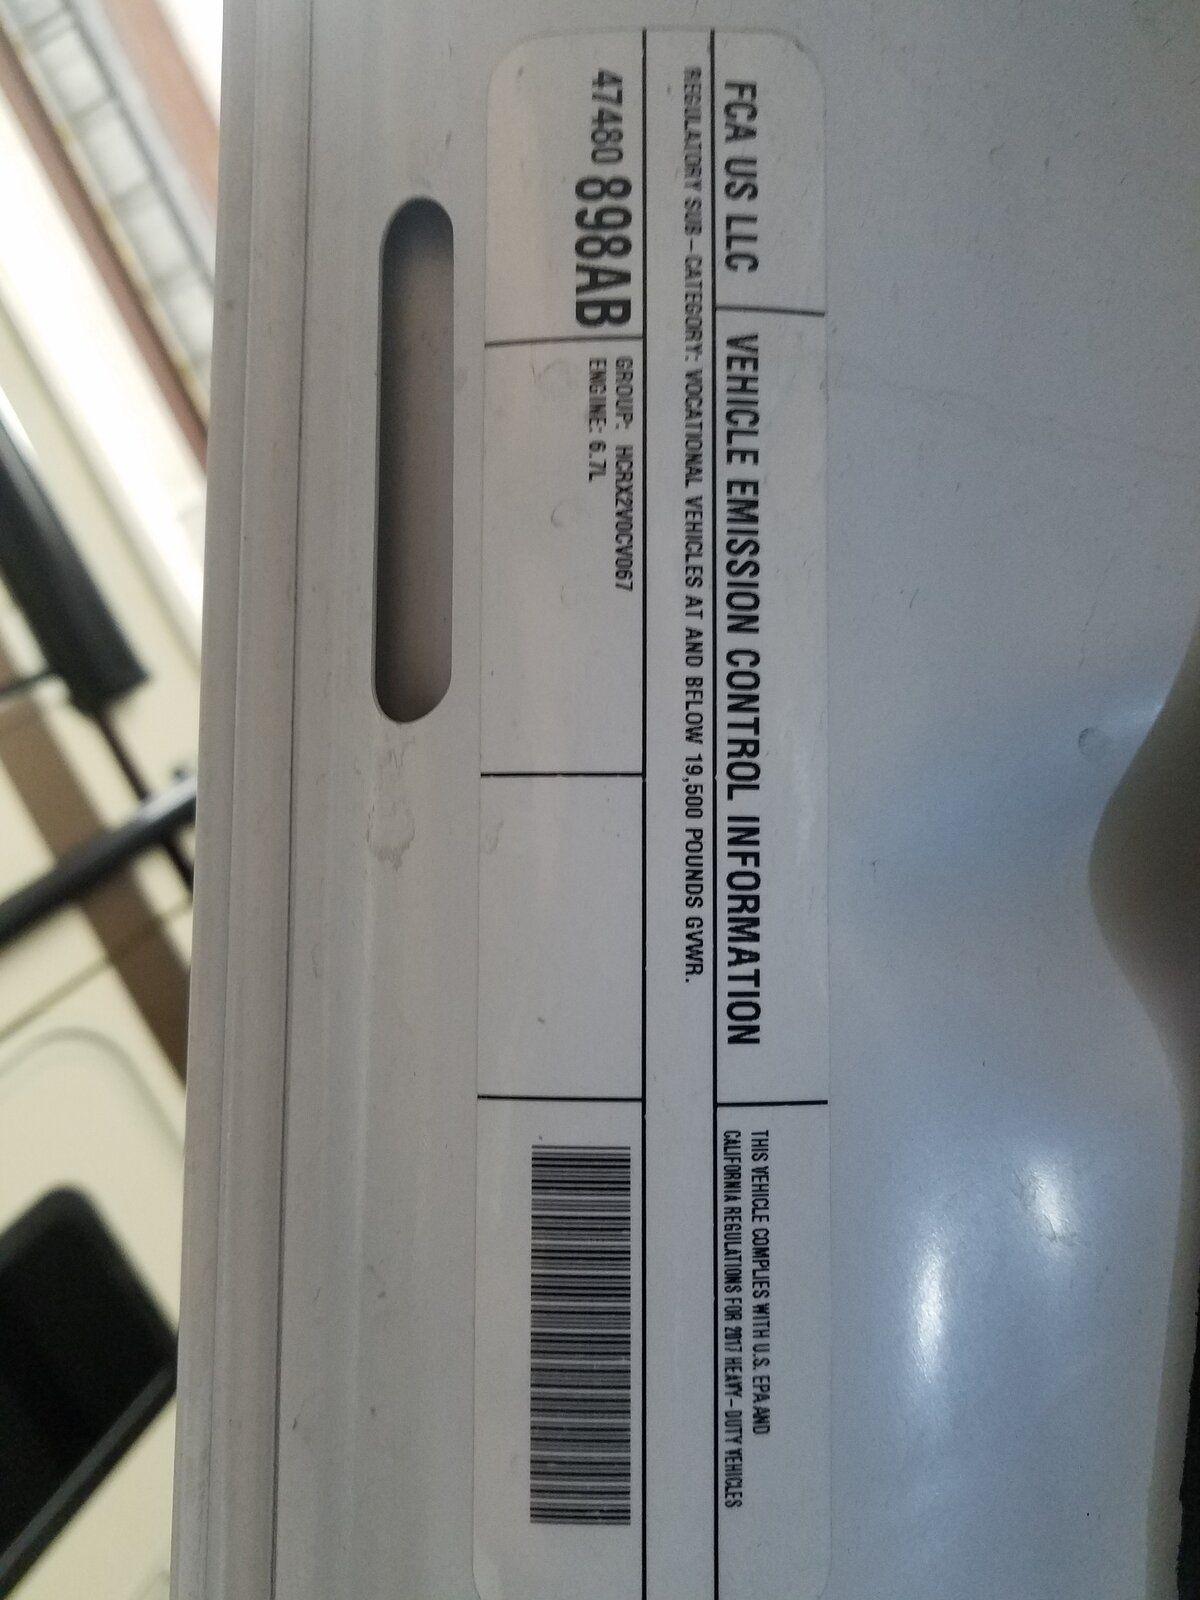 FCA US LLC
VEHICLE EMISSION CONTROL INFORMATION
THIS VEHICLE COMPLIES WITH U.S. EPA AND
CALIFORNIA REGULATIONS FOR 2017 HEAVY-DUTY VEHICLES
REGULATORY SUB-CATEGORY: VOCATIONAL VEHICLES AT AND BELOW 19,500 POUNDS GVWR.
47480 898AB
GROUP: HCRX2VOCV067
ENGINE: 6.7L